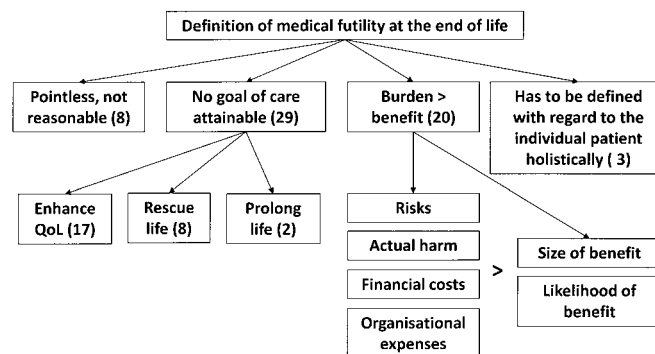 Definition of medical futility at the end of life
Pointless, not
reasonable (8)
No goal of care
attainable (29)
Burden >
benefit (20)
Has to be defined
with regard to the
individual patient
holistically ( 3)
Enhance
QoL (17)
Rescue
life (8)
Prolong
life (2)
Risks
Actual harm
Financial costs
Organisational
expenses
>
Size of benefit
Likelihood of
benefit